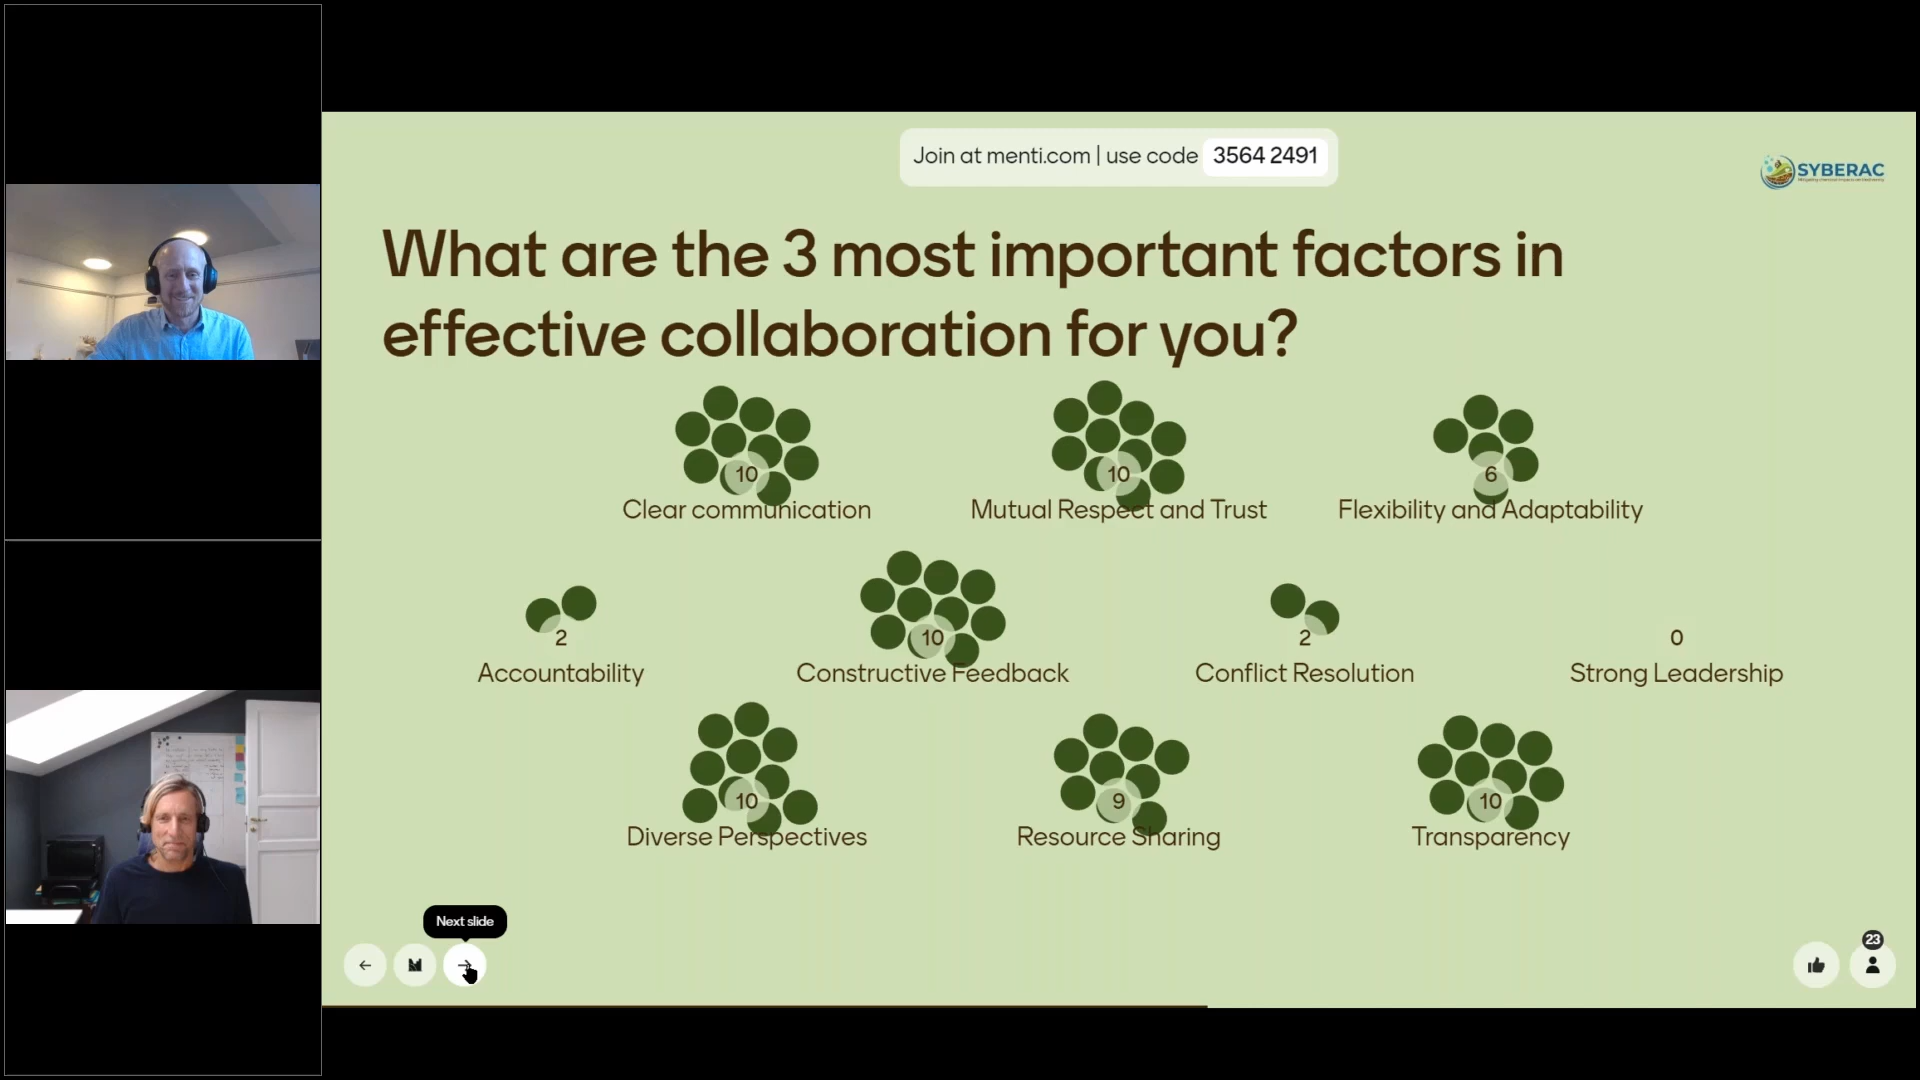 Join at menti.com | use code 3564 2491
SYBERAC
What are the 3 most important factors in
effective collaboration for you?
10
10
6
Clear communication
Mutual Respect and Trust
Flexibility and Adaptability
2
10
2
0
Accountability
Constructive Feedback
Conflict Resolution
Strong Leadership
10
9
10
Diverse Perspectives
Resource Sharing
Transparency
Next slide
23